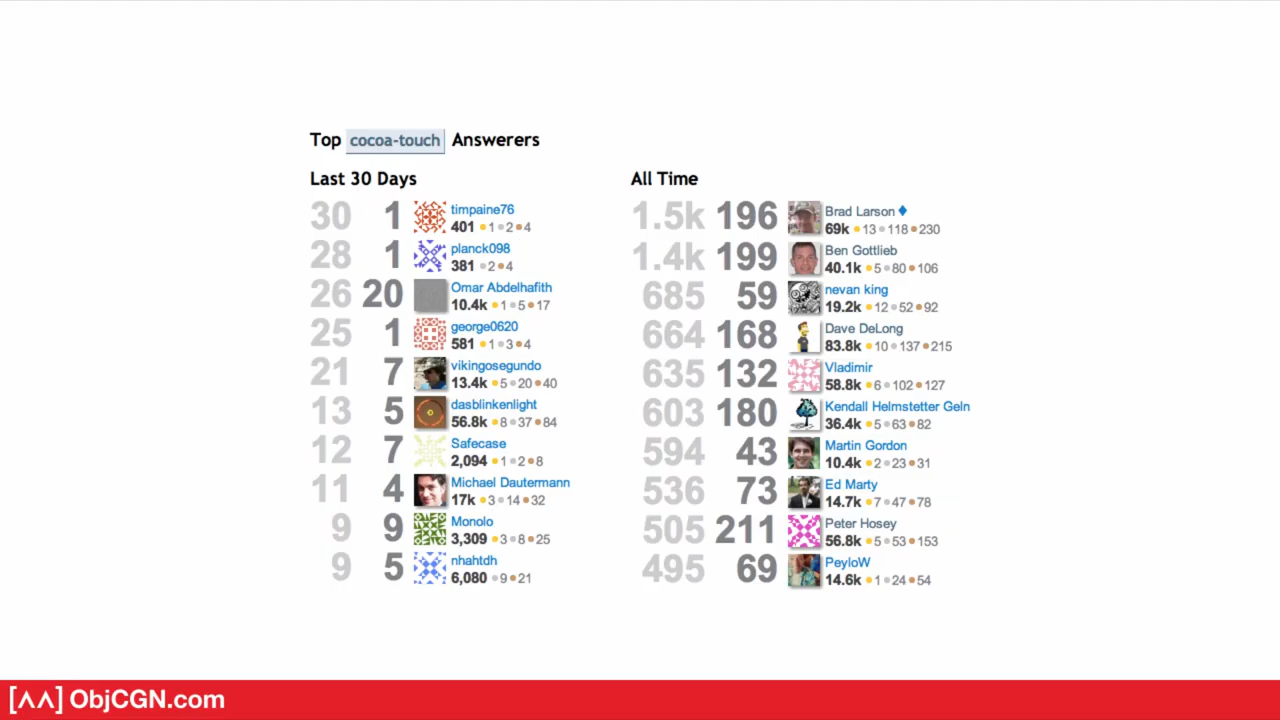 Top cocoa-touch Answerers
Last 30 Days
30 1 timpaine76
401 1 2 4
28 1 planck098
381 2 4
26 20 Omar Abdelhafith
10.4k 1 5 17
25 1 george0620
581 1 3 4
21 7 vikingosegundo
13.4k 5 20 40
13 5 dasblinkenlight
56.8k 8 37 84
12 7 Safecase
2,094 1 2 8
11 4 Michael Dautermann
17k 3 14 32
9 9 Monolo
3,309 3 8 25
9 5 nhahtdh
6,080 9 21
All Time
1.5k 196 Brad Larson ♦
69k 13 118 230
1.4k 199 Ben Gottlieb
40.1k 5 80 106
685 59 nevan king
19.2k 12 52 92
664 168 Dave DeLong
83.8k 10 137 215
635 132 Vladimir
58.8k 6 102 127
603 180 Kendall Helmstetter Geln
36.4k 5 63 82
594 43 Martin Gordon
10.4k 2 23 31
536 73 Ed Marty
14.7k 7 47 78
505 211 Peter Hosey
56.8k 5 53 153
495 69 PeyloW
14.6k 1 24 54
[^^] ObjCGN.com